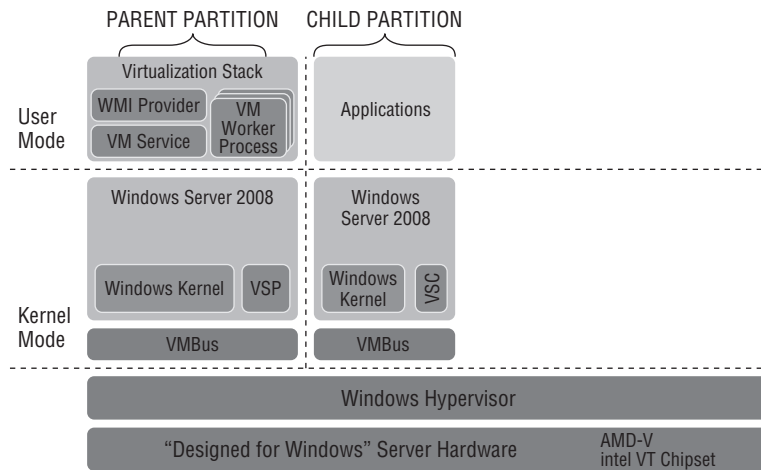 PARENT PARTITION
CHILD PARTITION
User
Mode
Virtualization Stack
WMI Provider
VM Service
VM
Worker
Process
Applications
Kernel
Mode
Windows Server 2008
Windows Kernel
VSP
VMBus
Windows
Server 2008
Windows
Kernel
VSC
VMBus
Windows Hypervisor
“Designed for Windows” Server Hardware
AMD-V
intel VT Chipset